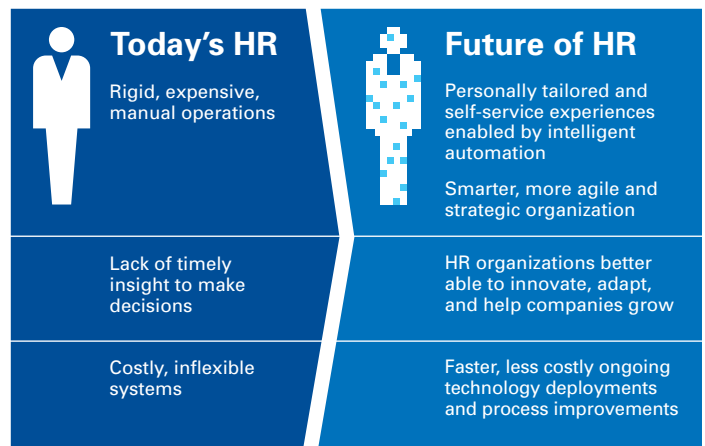 Today’s HR
Rigid, expensive,
manual operations
Lack of timely
insight to make
decisions
Costly, inflexible
systems
Future of HR
Personally tailored and
self-service experiences
enabled by intelligent
automation
Smarter, more agile and
strategic organization
HR organizations better
able to innovate, adapt,
and help companies grow
Faster, less costly ongoing
technology deployments
and process improvements